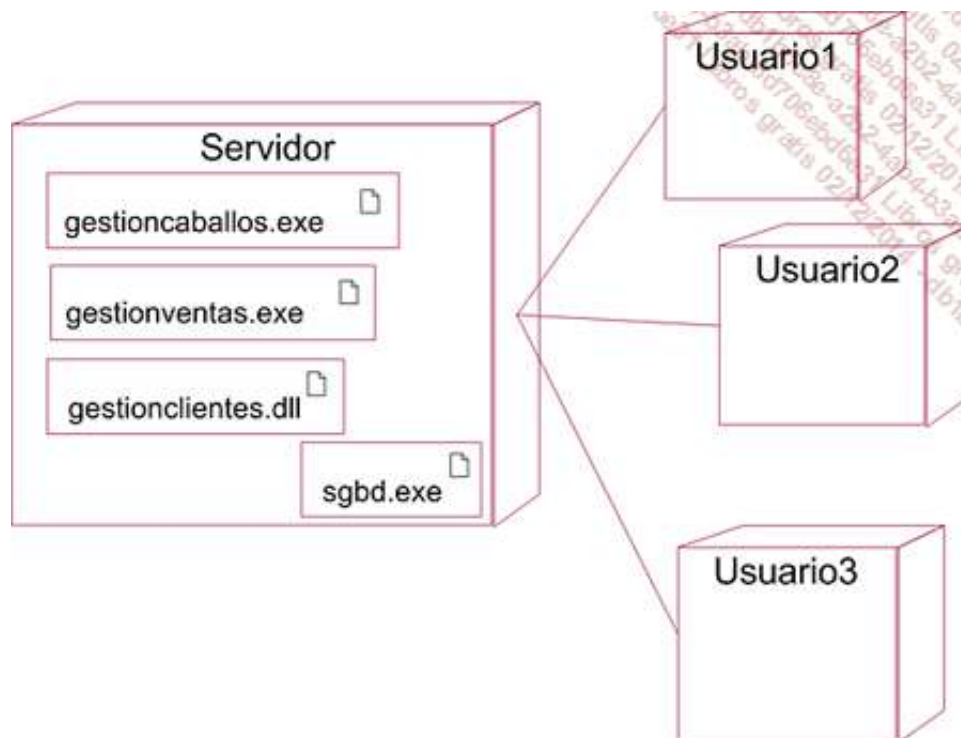 Servidor
gestioncaballos.exe
gestionventas.exe
gestionclientes.dll
sgbd.exe
Usuario1
Usuario2
Usuario3